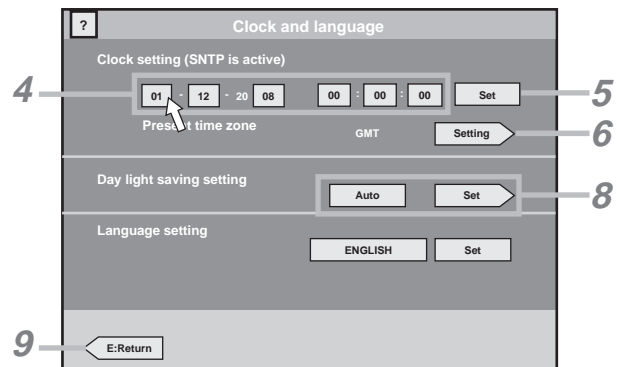 ? Clock and language
Clock setting (SNTP is active)
4 01 - 12 - 20 08 00 : 00 : 00 Set 5
Present time zone GMT Setting 6
Day light saving setting
Auto Set 8
Language setting
ENGLISH Set
9 E:Return